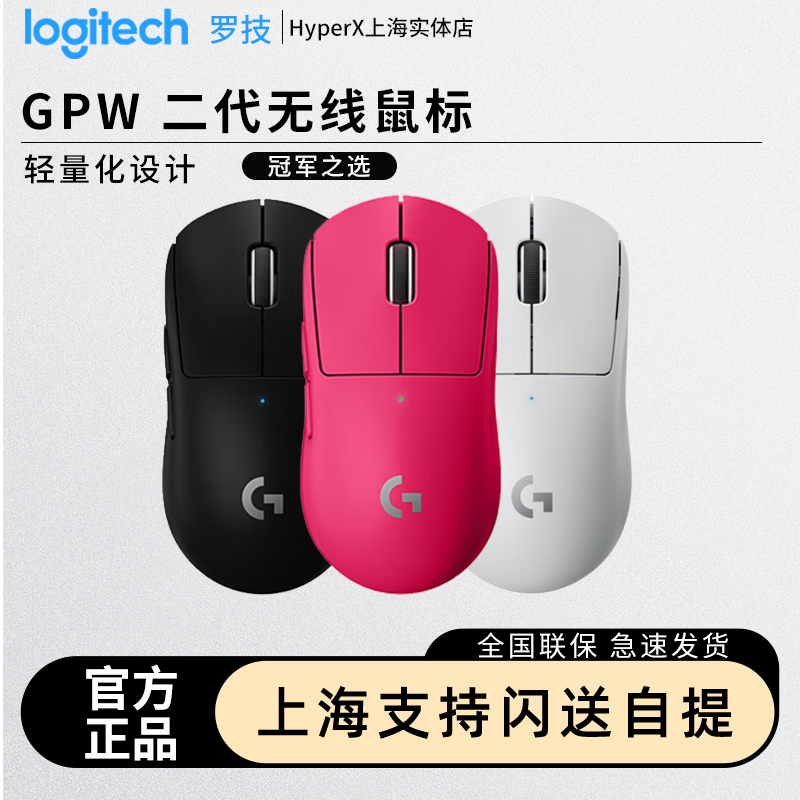 logitech 罗技 HyperX上海实体店
GPW 二代无线鼠标
轻量化设计 冠军之选
全国联保 急速发货
官方
正品
上海支持闪送自提